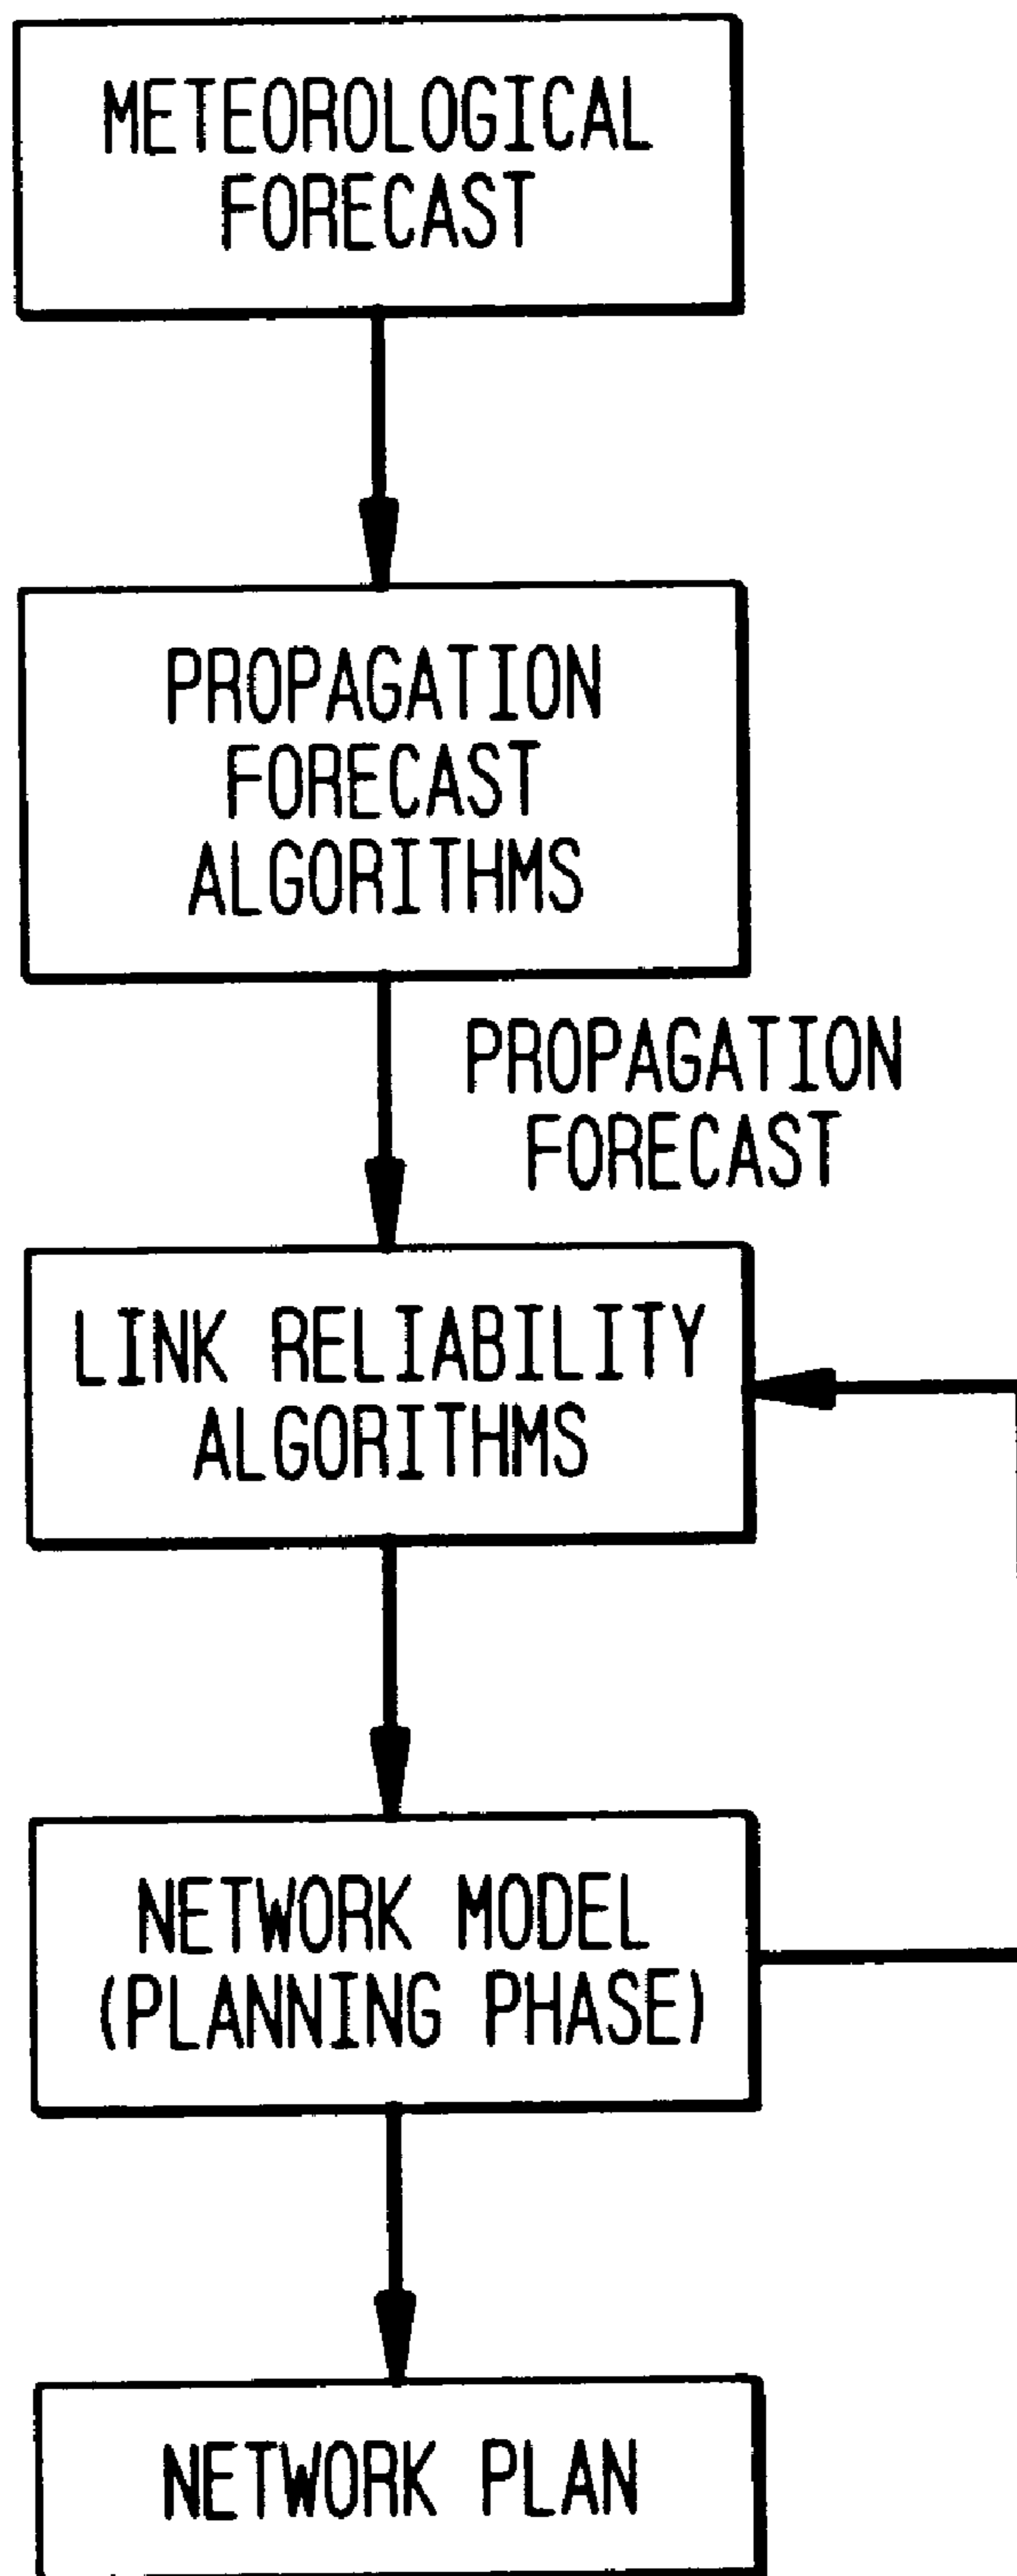 METEOROLOGICAL
FORECAST
PROPAGATION
FORECAST
ALGORITHMS
PROPAGATION
FORECAST
LINK RELIABILITY
ALGORITHMS
NETWORK MODEL
(PLANNING PHASE)
NETWORK PLAN